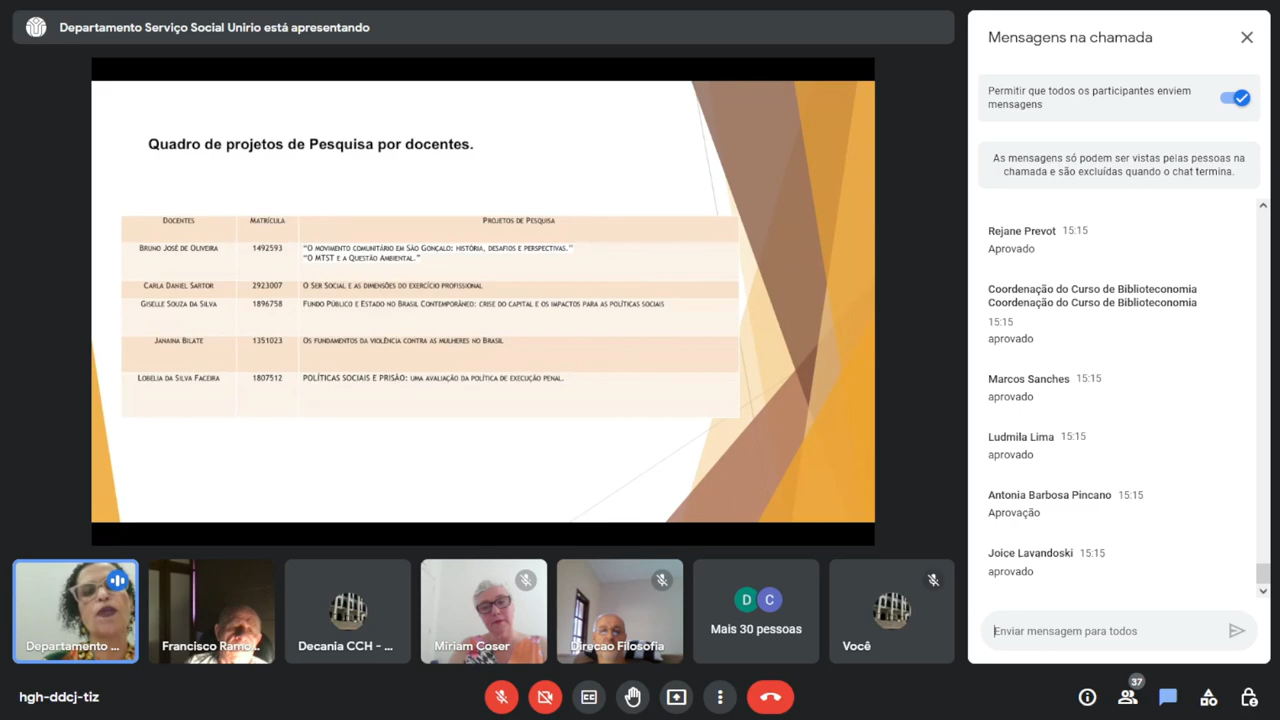 Departamento Serviço Social Unirio está apresentando
Quadro de projetos de Pesquisa por docentes.
DOCENTES MATRÍCULA PROJETOS DE PESQUISA
BRUNO JOSÉ DE OLIVEIRA 1492593 "O MOVIMENTO COMUNITÁRIO EM SÃO GONÇALO: HISTÓRIA, DESAFIOS E PERSPECTIVAS."
"O MTST E A QUESTÃO AMBIENTAL."
CARLA DANIEL SARTOR 2923007 O SER SOCIAL E AS DIMENSÕES DO EXERCÍCIO PROFISSIONAL
GISELLE SOUZA DA SILVA 1896758 FUNDO PÚBLICO E ESTADO NO BRASIL CONTEMPORÂNEO: CRISE DO CAPITAL E OS IMPACTOS PARA AS POLÍTICAS SOCIAIS
JANAINA BILATE 1351023 OS FUNDAMENTOS DA VIOLÊNCIA CONTRA AS MULHERES NO BRASIL
LOBELIA DA SILVA FACEIRA 1807512 POLÍTICAS SOCIAIS E PRISÃO: UMA AVALIAÇÃO DA POLÍTICA DE EXECUÇÃO PENAL.
Departamento ...
Francisco Ramo...
Decania CCH - ...
Miriam Coser
Direcao Filosofia
D C
Mais 30 pessoas
Você
hgh-ddcj-tiz
37
Mensagens na chamada
Permitir que todos os participantes enviem
mensagens
As mensagens só podem ser vistas pelas pessoas na
chamada e são excluídas quando o chat termina.
Rejane Prevot 15:15
Aprovado
Coordenação do Curso de Biblioteconomia
Coordenação do Curso de Biblioteconomia
15:15
aprovado
Marcos Sanches 15:15
aprovado
Ludmila Lima 15:15
aprovado
Antonia Barbosa Pincano 15:15
Aprovação
Joice Lavandoski 15:15
aprovado
Enviar mensagem para todos